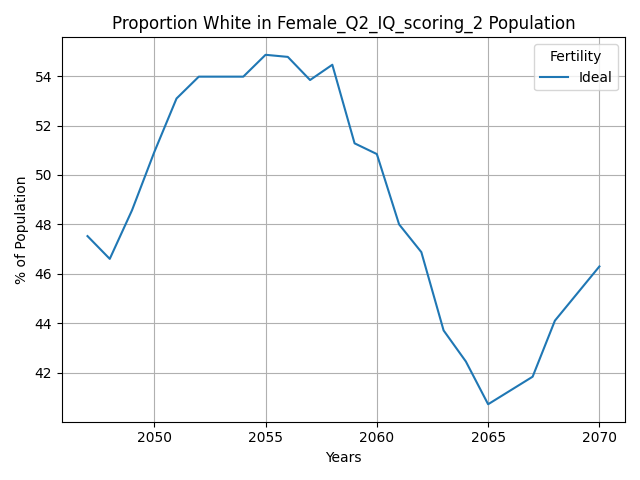 Proportion White in Female_Q2_IQ_scoring_2 Population
Fertility
Ideal
% of Population
54
52
50
48
46
44
42
2050 2055 2060 2065 2070
Years